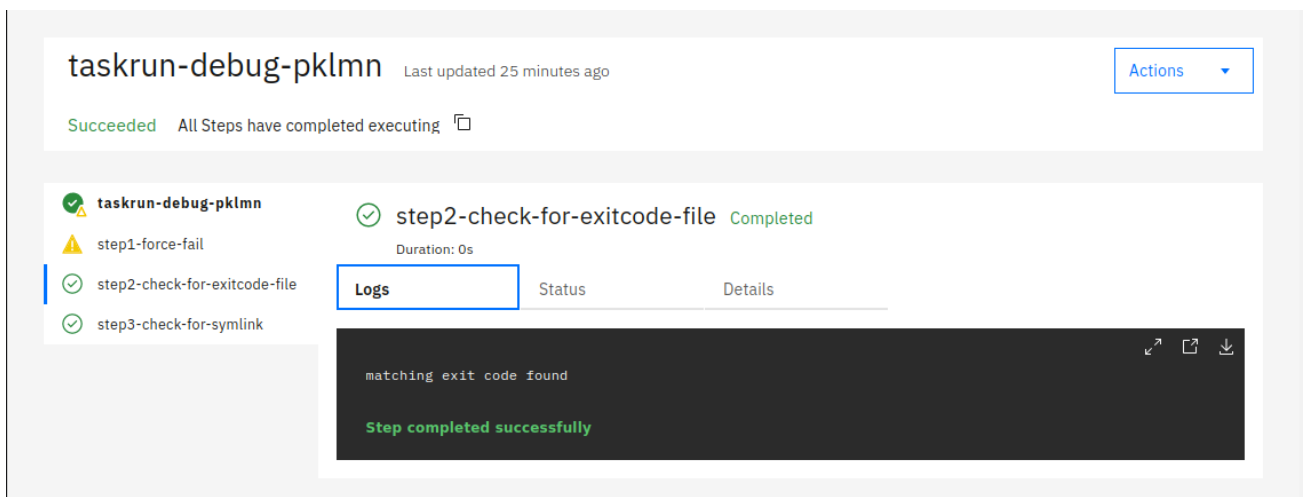 taskrun-debug-pklmn Last updated 25 minutes ago
Actions
Succeeded All Steps have completed executing
taskrun-debug-pklmn
step1-force-fail
step2-check-for-exitcode-file
step3-check-for-symlink
step2-check-for-exitcode-file Completed
Duration: 0s
Logs Status Details
matching exit code found
Step completed successfully